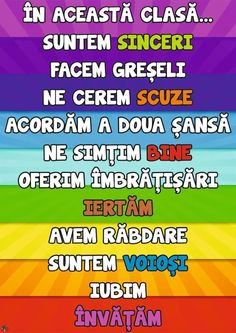 ÎN ACEASTĂ CLASĂ...
SUNTEM SINCERI
FACEM GREȘELI
NE CEREM SCUZE
ACORDĂM A DOUA ȘANSĂ
NE SIMȚIM BINE
OFERIM ÎMBRĂȚIȘĂRI
IERTĂM
AVEM RĂBDARE
SUNTEM VOIOȘI
IUBIM
ÎNVĂȚĂM